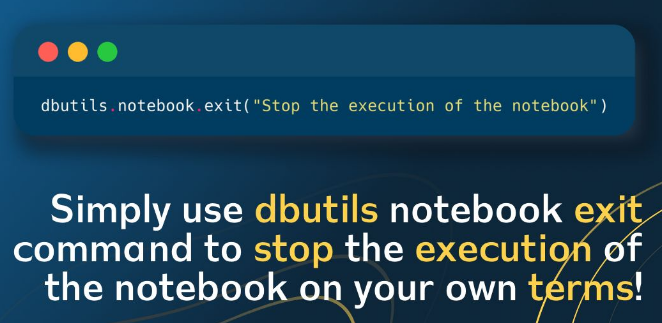 dbutils.notebook.exit("Stop the execution of the notebook")
Simply use dbutils notebook exit
command to stop the execution of
the notebook on your own terms!